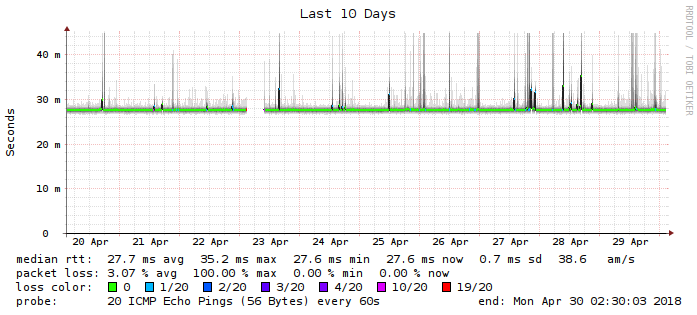 Last 10 Days
RRDTOOL / TOBI OETIKER
Seconds
40 m
30 m
20 m
10 m
0
20 Apr 21 Apr 22 Apr 23 Apr 24 Apr 25 Apr 26 Apr 27 Apr 28 Apr 29 Apr
median rtt: 27.7 ms avg 35.2 ms max 27.6 ms min 27.6 ms now 0.7 ms sd 38.6 am/s
packet loss: 3.07 % avg 100.00 % max 0.00 % min 0.00 % now
loss color: 0 1/20 2/20 3/20 4/20 10/20 19/20
probe: 20 ICMP Echo Pings (56 Bytes) every 60s end: Mon Apr 30 02:30:03 2018